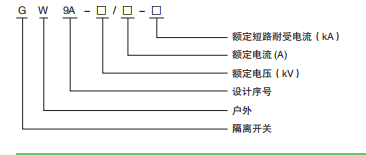 G W 9A – □ / □ – □
额定短路耐受电流（kA）
额定电流(A)
额定电压（kV）
设计序号
户外
隔离开关